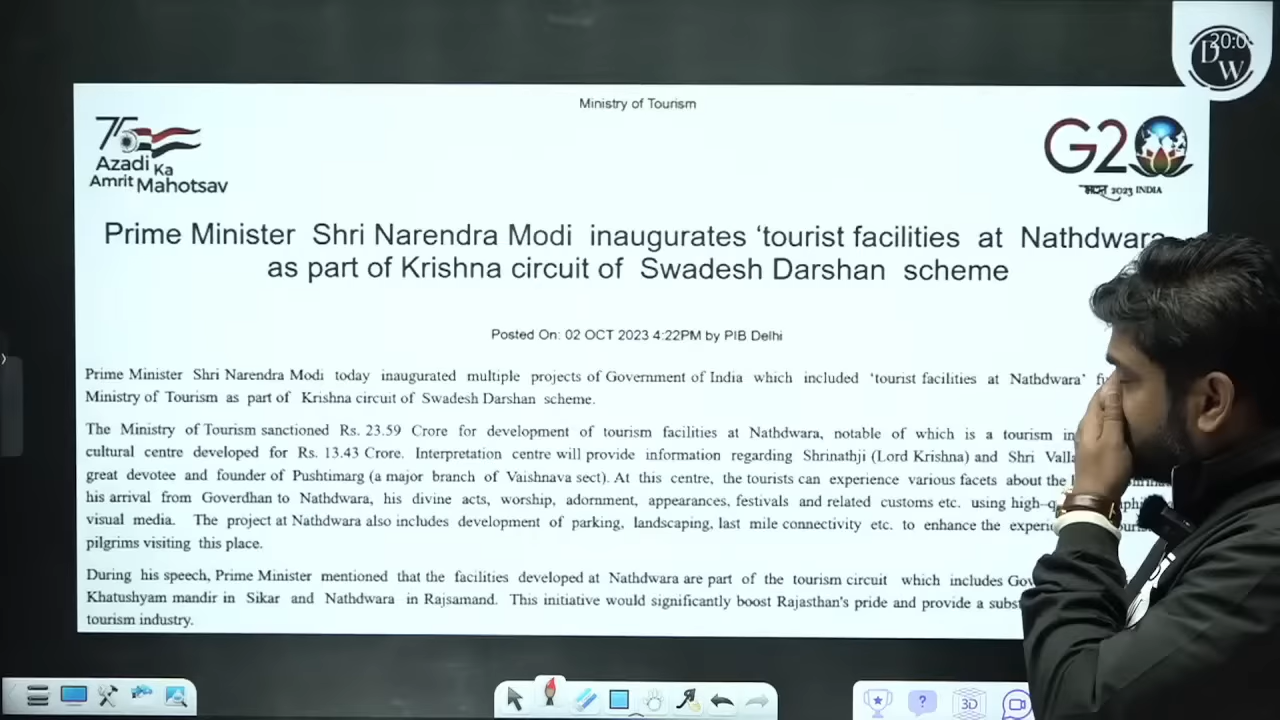 20:0
D
W
Ministry of Tourism
75
Azadi Ka
Amrit Mahotsav
G20
भारत 2023 INDIA
Prime Minister Shri Narendra Modi inaugurates ‘tourist facilities at Nathdwara
as part of Krishna circuit of Swadesh Darshan scheme
Posted On: 02 OCT 2023 4:22PM by PIB Delhi
Prime Minister Shri Narendra Modi today inaugurated multiple projects of Government of India which included ‘tourist facilities at Nathdwara’
Ministry of Tourism as part of Krishna circuit of Swadesh Darshan scheme.
The Ministry of Tourism sanctioned Rs. 23.59 Crore for development of tourism facilities at Nathdwara, notable of which is a tourism
cultural centre developed for Rs. 13.43 Crore. Interpretation centre will provide information regarding Shrinathji (Lord Krishna) and Shri
great devotee and founder of Pushtimarg (a major branch of Vaishnava sect). At this centre, the tourists can experience various facets about the
his arrival from Goverdhan to Nathdwara, his divine acts, worship, adornment, appearances, festivals and related customs etc. using
visual media. The project at Nathdwara also includes development of parking, landscaping, last mile connectivity etc. to enhance the
pilgrims visiting this place.
During his speech, Prime Minister mentioned that the facilities developed at Nathdwara are part of the tourism circuit which includes
Khatushyam mandir in Sikar and Nathdwara in Rajsamand. This initiative would significantly boost Rajasthan's pride and provide a
tourism industry.
?
3D